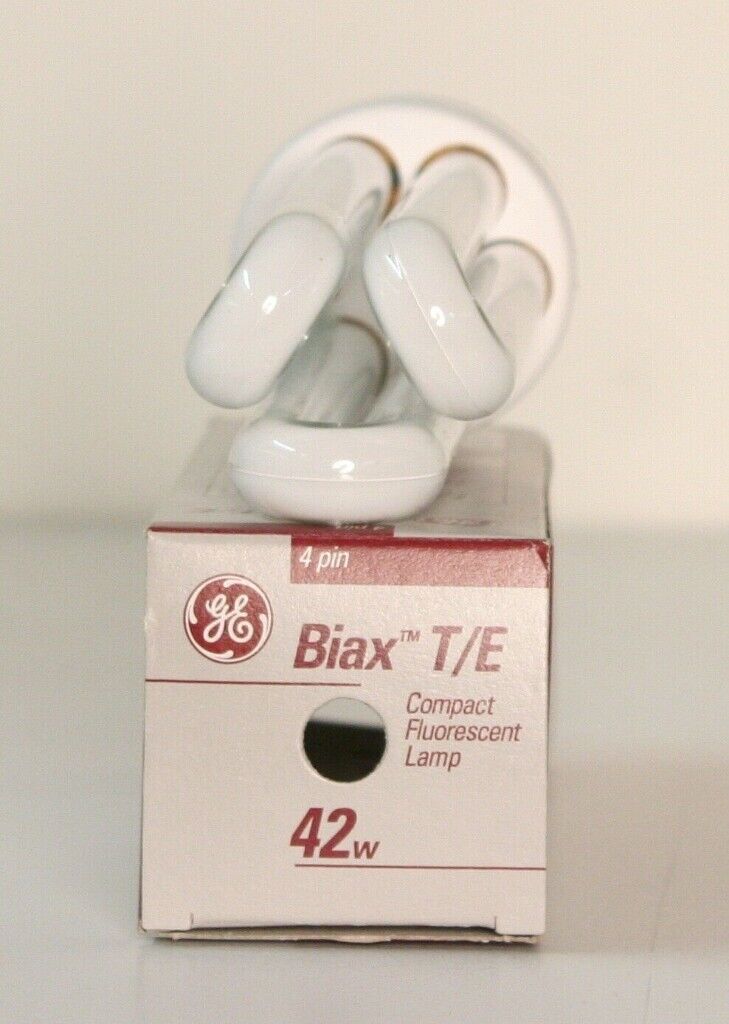 4 pin
GE
Biax™ T/E
Compact
Fluorescent
Lamp
42w